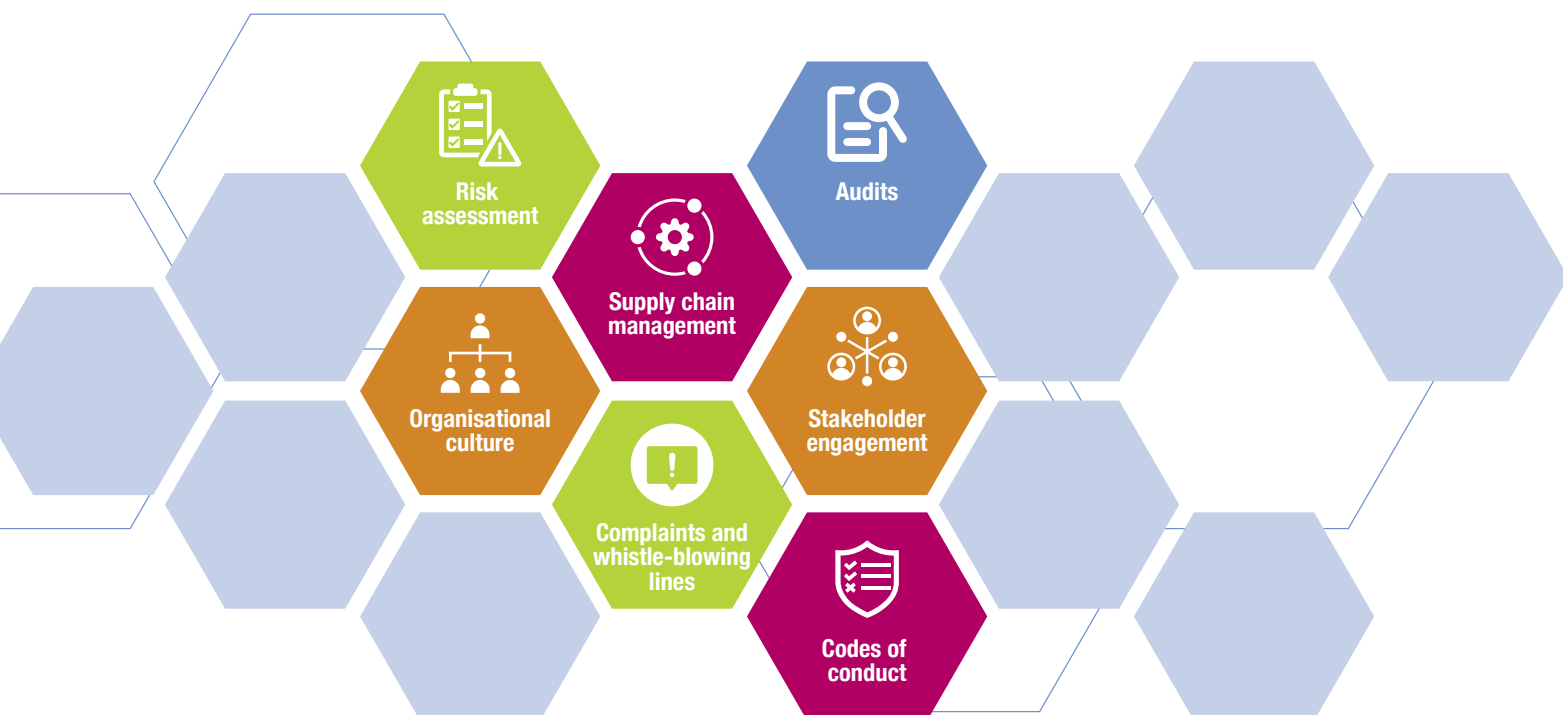 Risk
assessment
Audits
Supply chain
management
Organisational
culture
Stakeholder
engagement
Complaints and
whistle-blowing
lines
Codes of
conduct